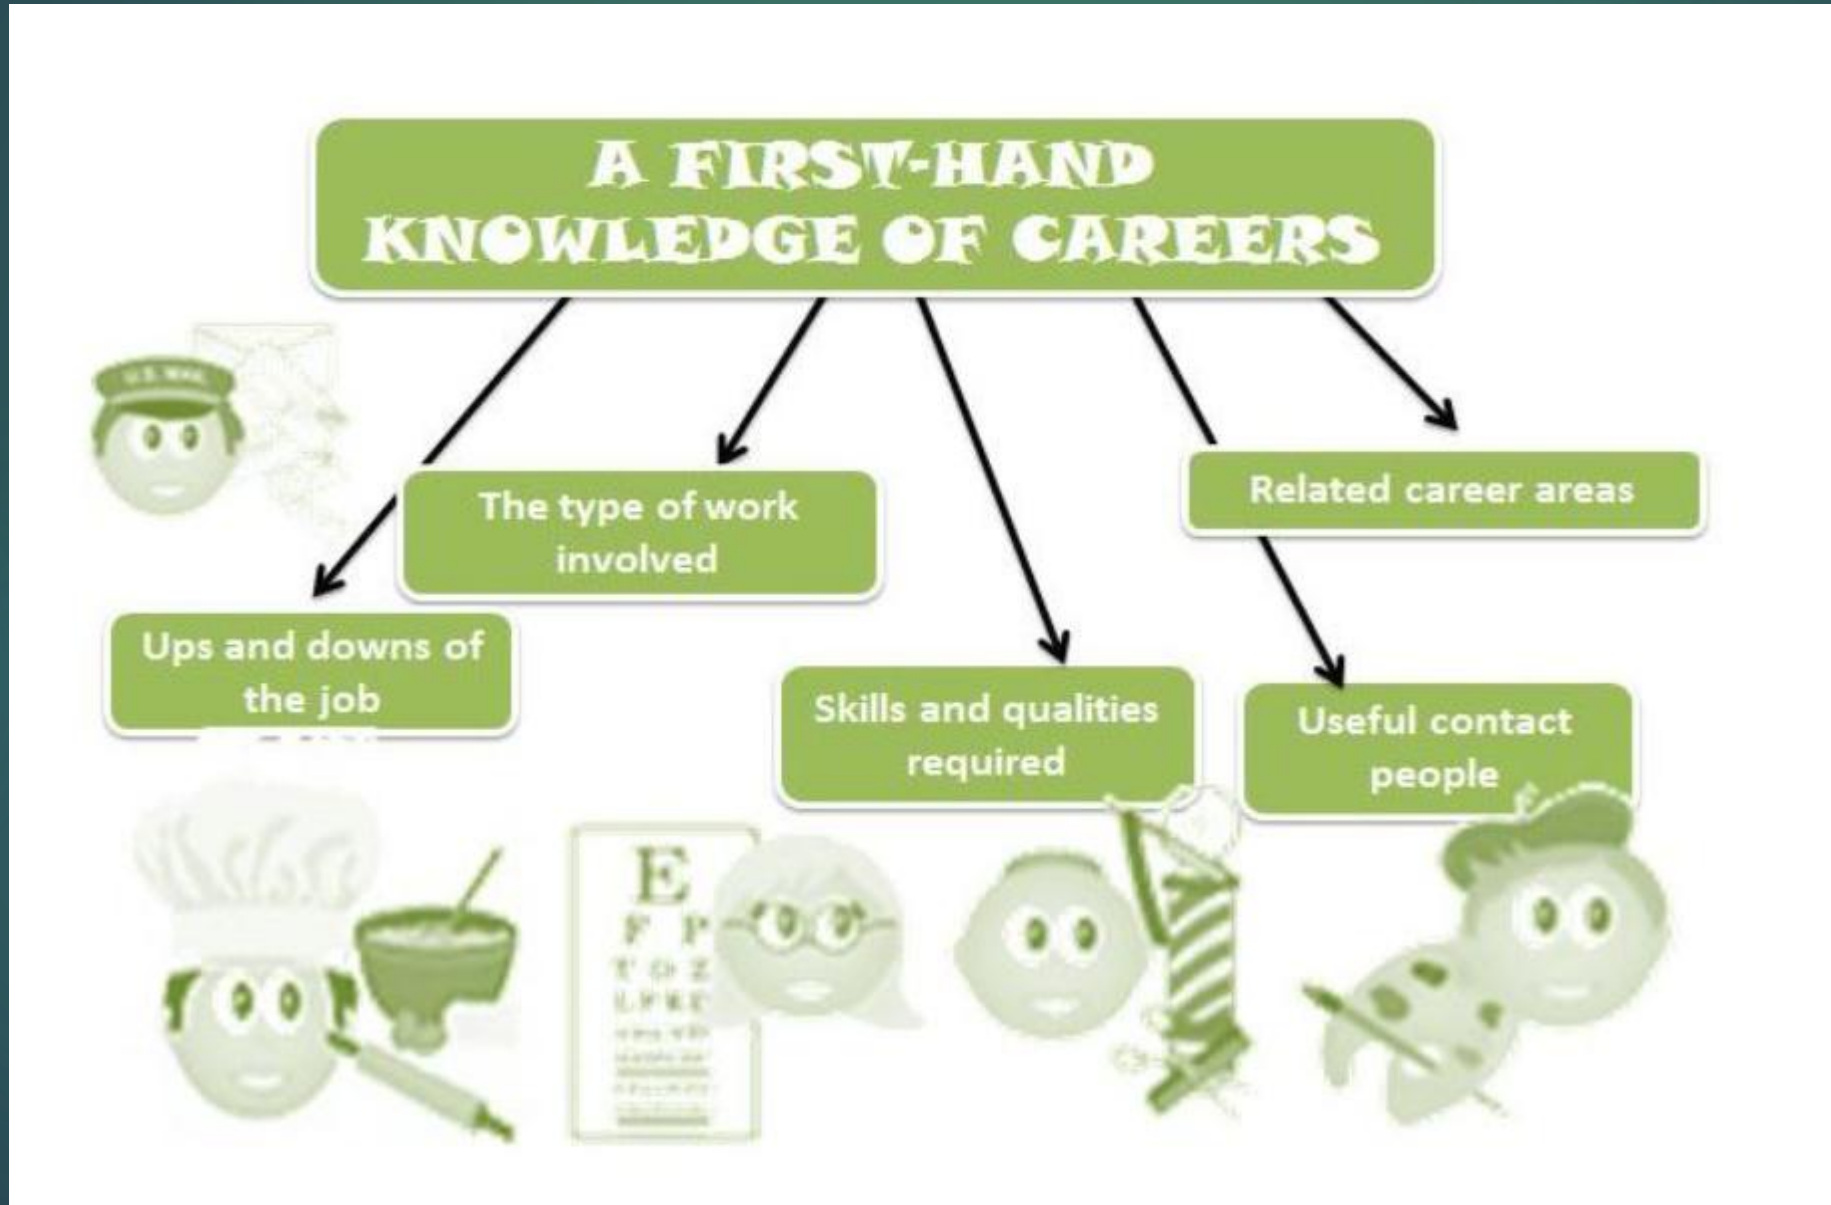 A FIRST-HAND
KNOWLEDGE OF CAREERS
U.S. MAIL
The type of work
involved
Related career areas
Ups and downs of
the job
Skills and qualities
required
Useful contact
people
E
F P
T O Z